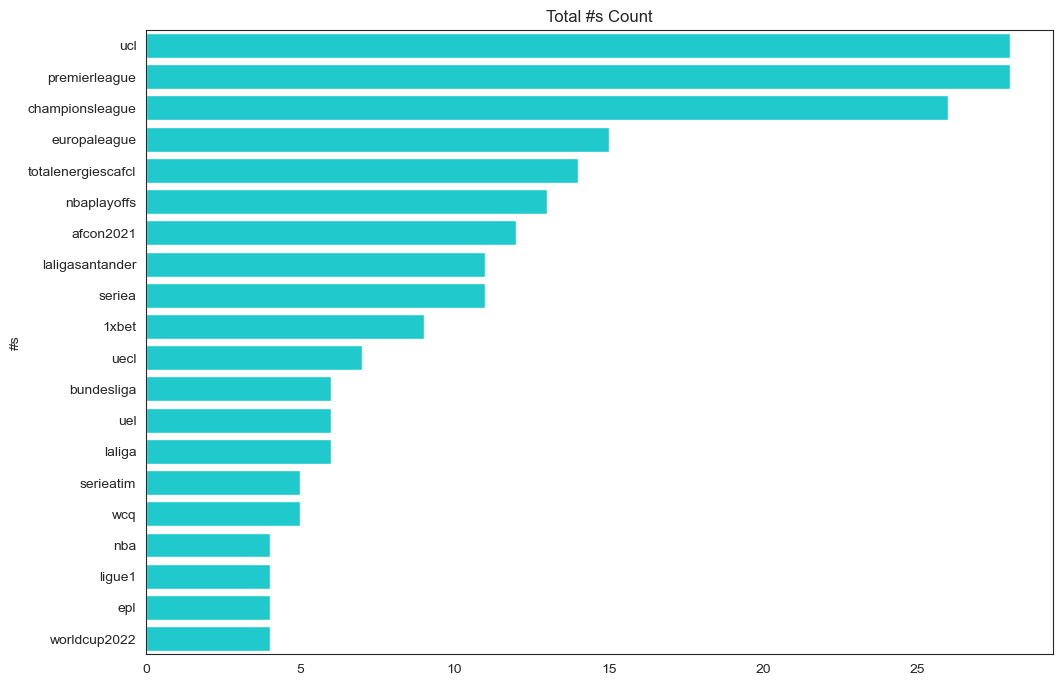 Total #s Count
ucl
premierleague
championsleague
europaleague
totalenergiescafcl
nbaplayoffs
afcon2021
laligasantander
seriea
1xbet
uecl
bundesliga
uel
laliga
serieatim
wcq
nba
ligue1
epl
worldcup2022
#s
0 5 10 15 20 25